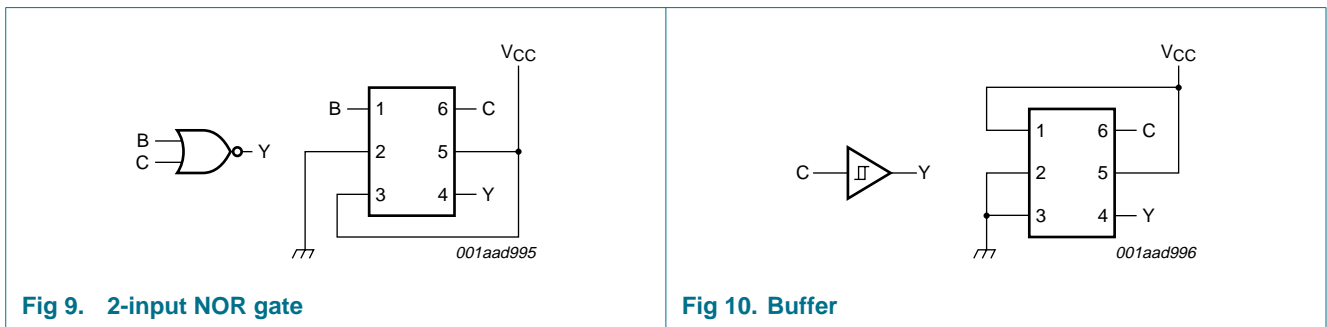 VCC
B 1 6 C
B Y 2 5
C
3 4 Y
001aad995
Fig 9. 2-input NOR gate
VCC
1 6 C
C Y 2 5
3 4 Y
001aad996
Fig 10. Buffer